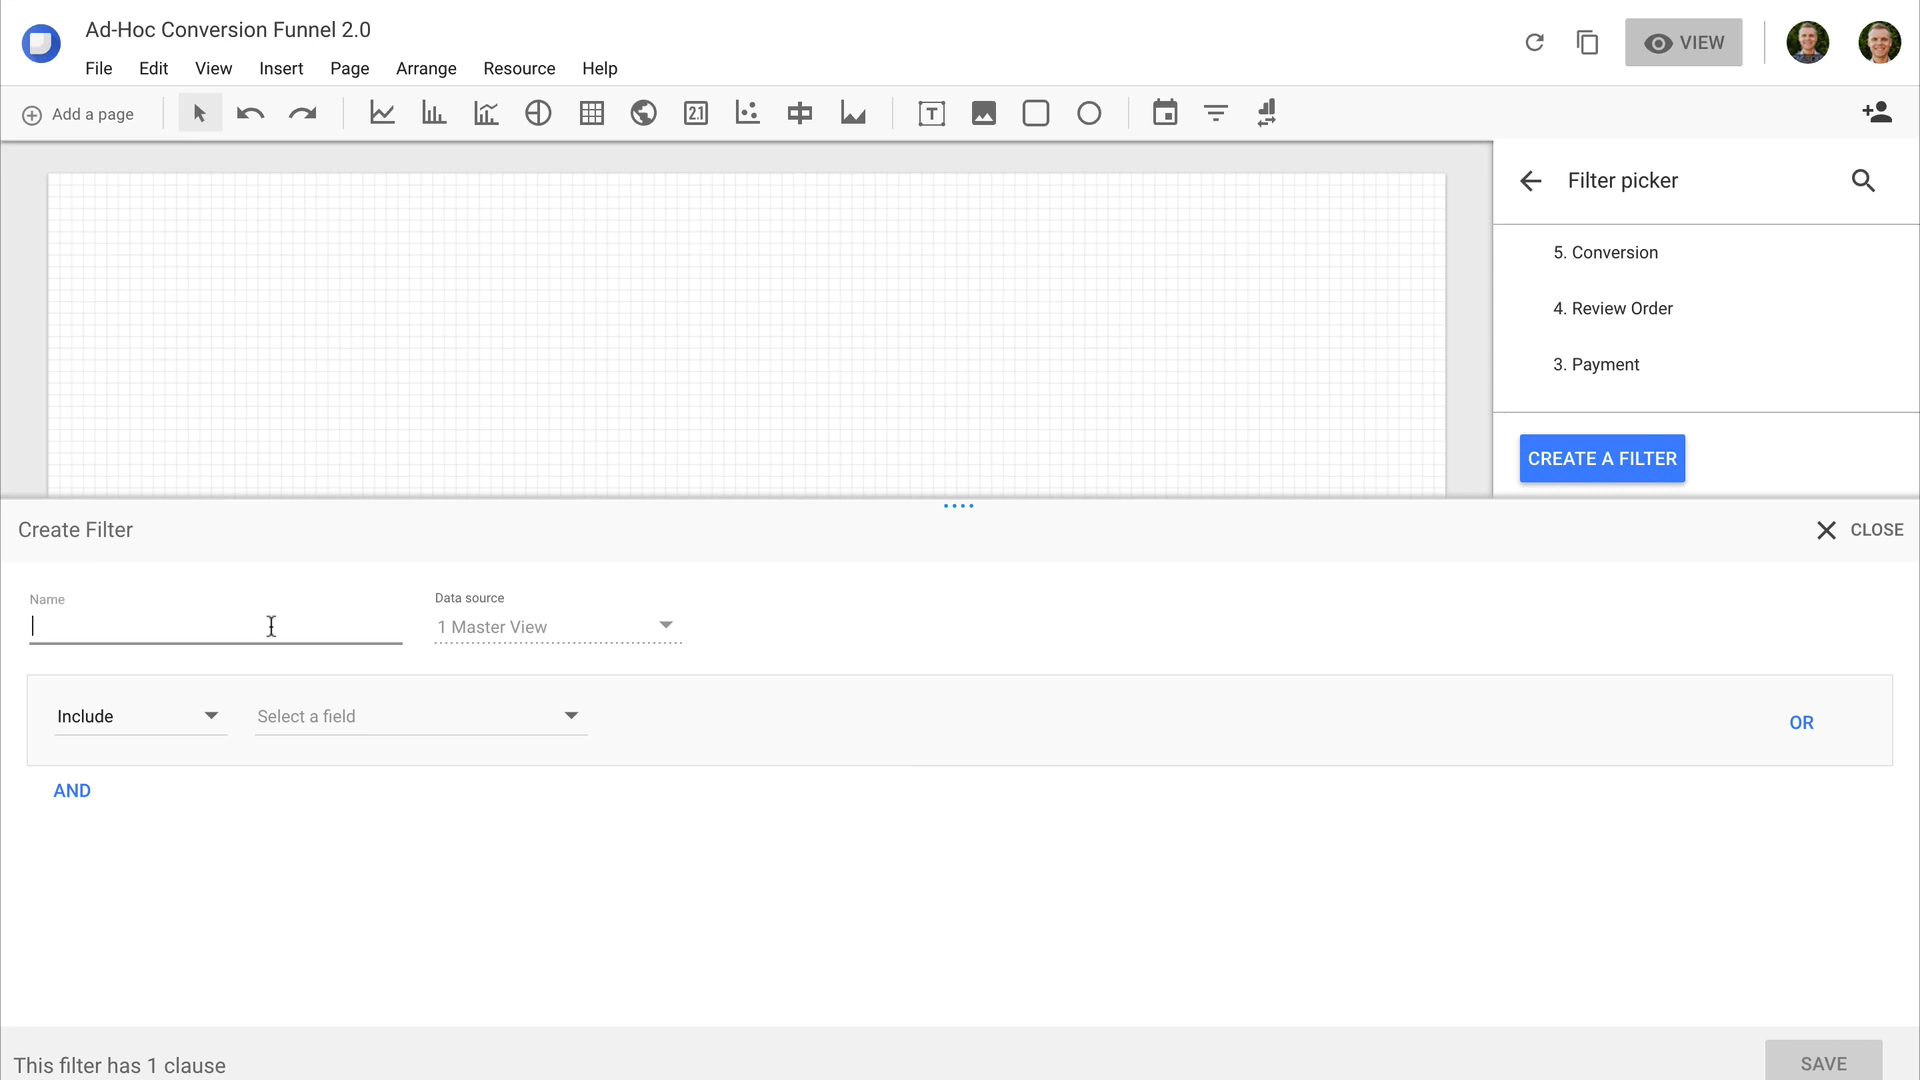 Ad-Hoc Conversion Funnel 2.0
VIEW
File Edit View Insert Page Arrange Resource Help
Add a page
2.1
T
Filter picker
5. Conversion
4. Review Order
3. Payment
CREATE A FILTER
Create Filter
CLOSE
Name
Data source
1 Master View
Include
Select a field
OR
AND
This filter has 1 clause
SAVE